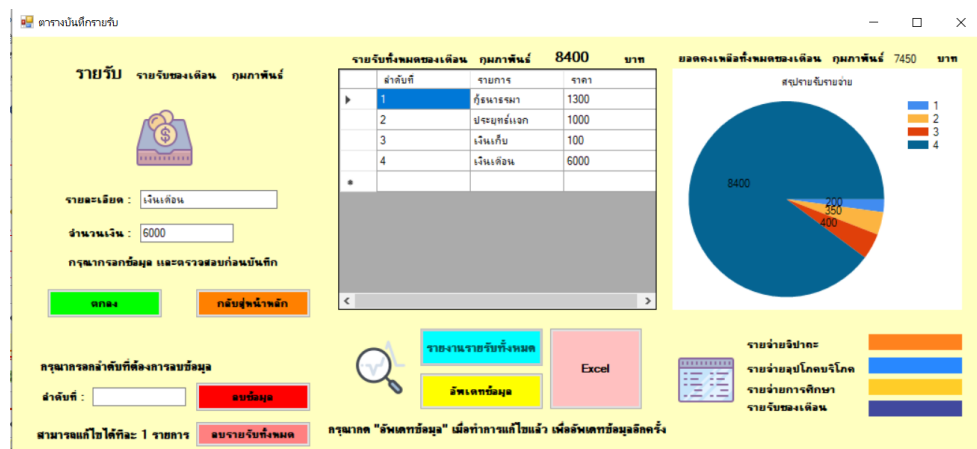 ตารางบันทึกรายรับ
รายรับ รายรับของเดือน กุมภาพันธ์
รายละเอียด : เงินเดือน
จำนวนเงิน : 6000
กรุณากรอกข้อมูล และตรวจสอบก่อนบันทึก
ตกลง กลับสู่หน้าหลัก
กรุณากรอกลำดับที่ต้องการลบข้อมูล
ลำดับที่ : ลบข้อมูล
สามารถแก้ไขได้ทีละ 1 รายการ ลบรายรับทั้งหมด
รายรับทั้งหมดของเดือน กุมภาพันธ์ 8400 บาท
ลำดับที่ รายการ ราคา
1 กู้ธนาธรมา 1300
2 ประยุทธ์แจก 1000
3 เงินเก็บ 100
4 เงินเดือน 6000
รายงานรายรับทั้งหมด
อัพเดทข้อมูล
Excel
กรุณากด "อัพเดทข้อมูล" เมื่อทำการแก้ไขแล้ว เพื่ออัพเดทข้อมูลอีกครั้ง
ยอดคงเหลือทั้งหมดของเดือน กุมภาพันธ์ 7450 บาท
สรุปรายรับรายจ่าย
1
2
3
4
8400
200
350
400
รายจ่ายจิปาถะ
รายจ่ายอุปโภคบริโภค
รายจ่ายการศึกษา
รายรับของเดือน